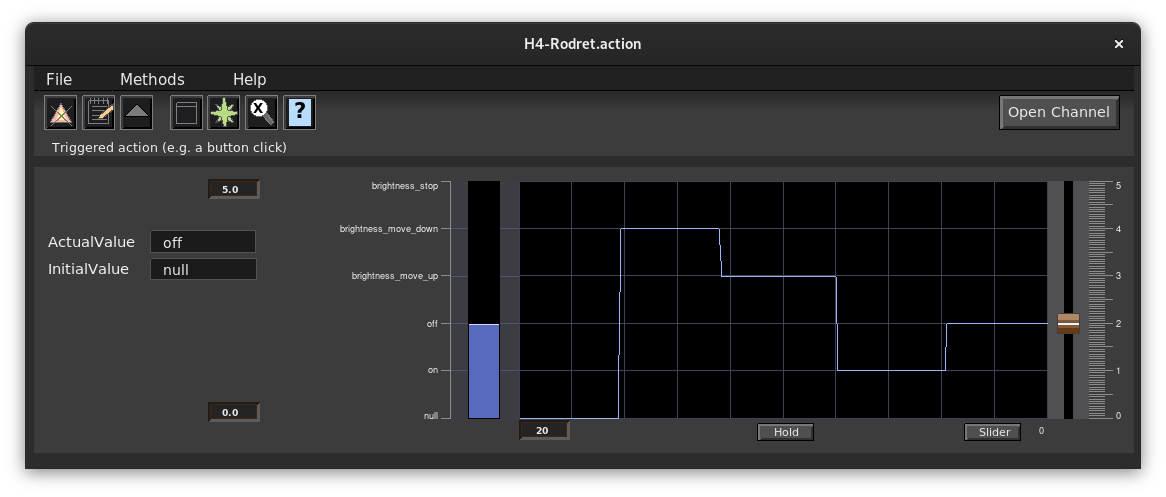 H4-Rodret.action
×
File Methods Help
X ? Open Channel
Triggered action (e.g. a button click)
5.0
ActualValue off
InitialValue null
0.0
brightness_stop
brightness_move_down
brightness_move_up
off
on
null
5
4
3
2
1
0
20 Hold Slider 0